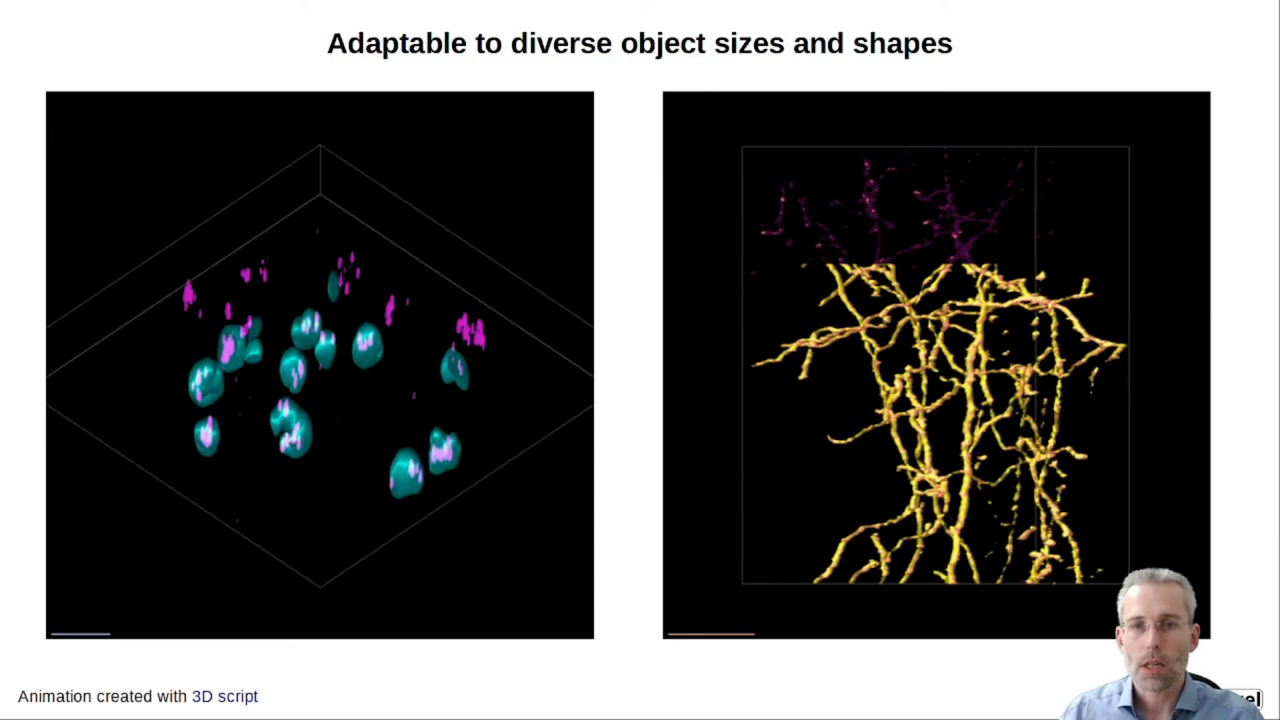 Adaptable to diverse object sizes and shapes
Animation created with 3D script